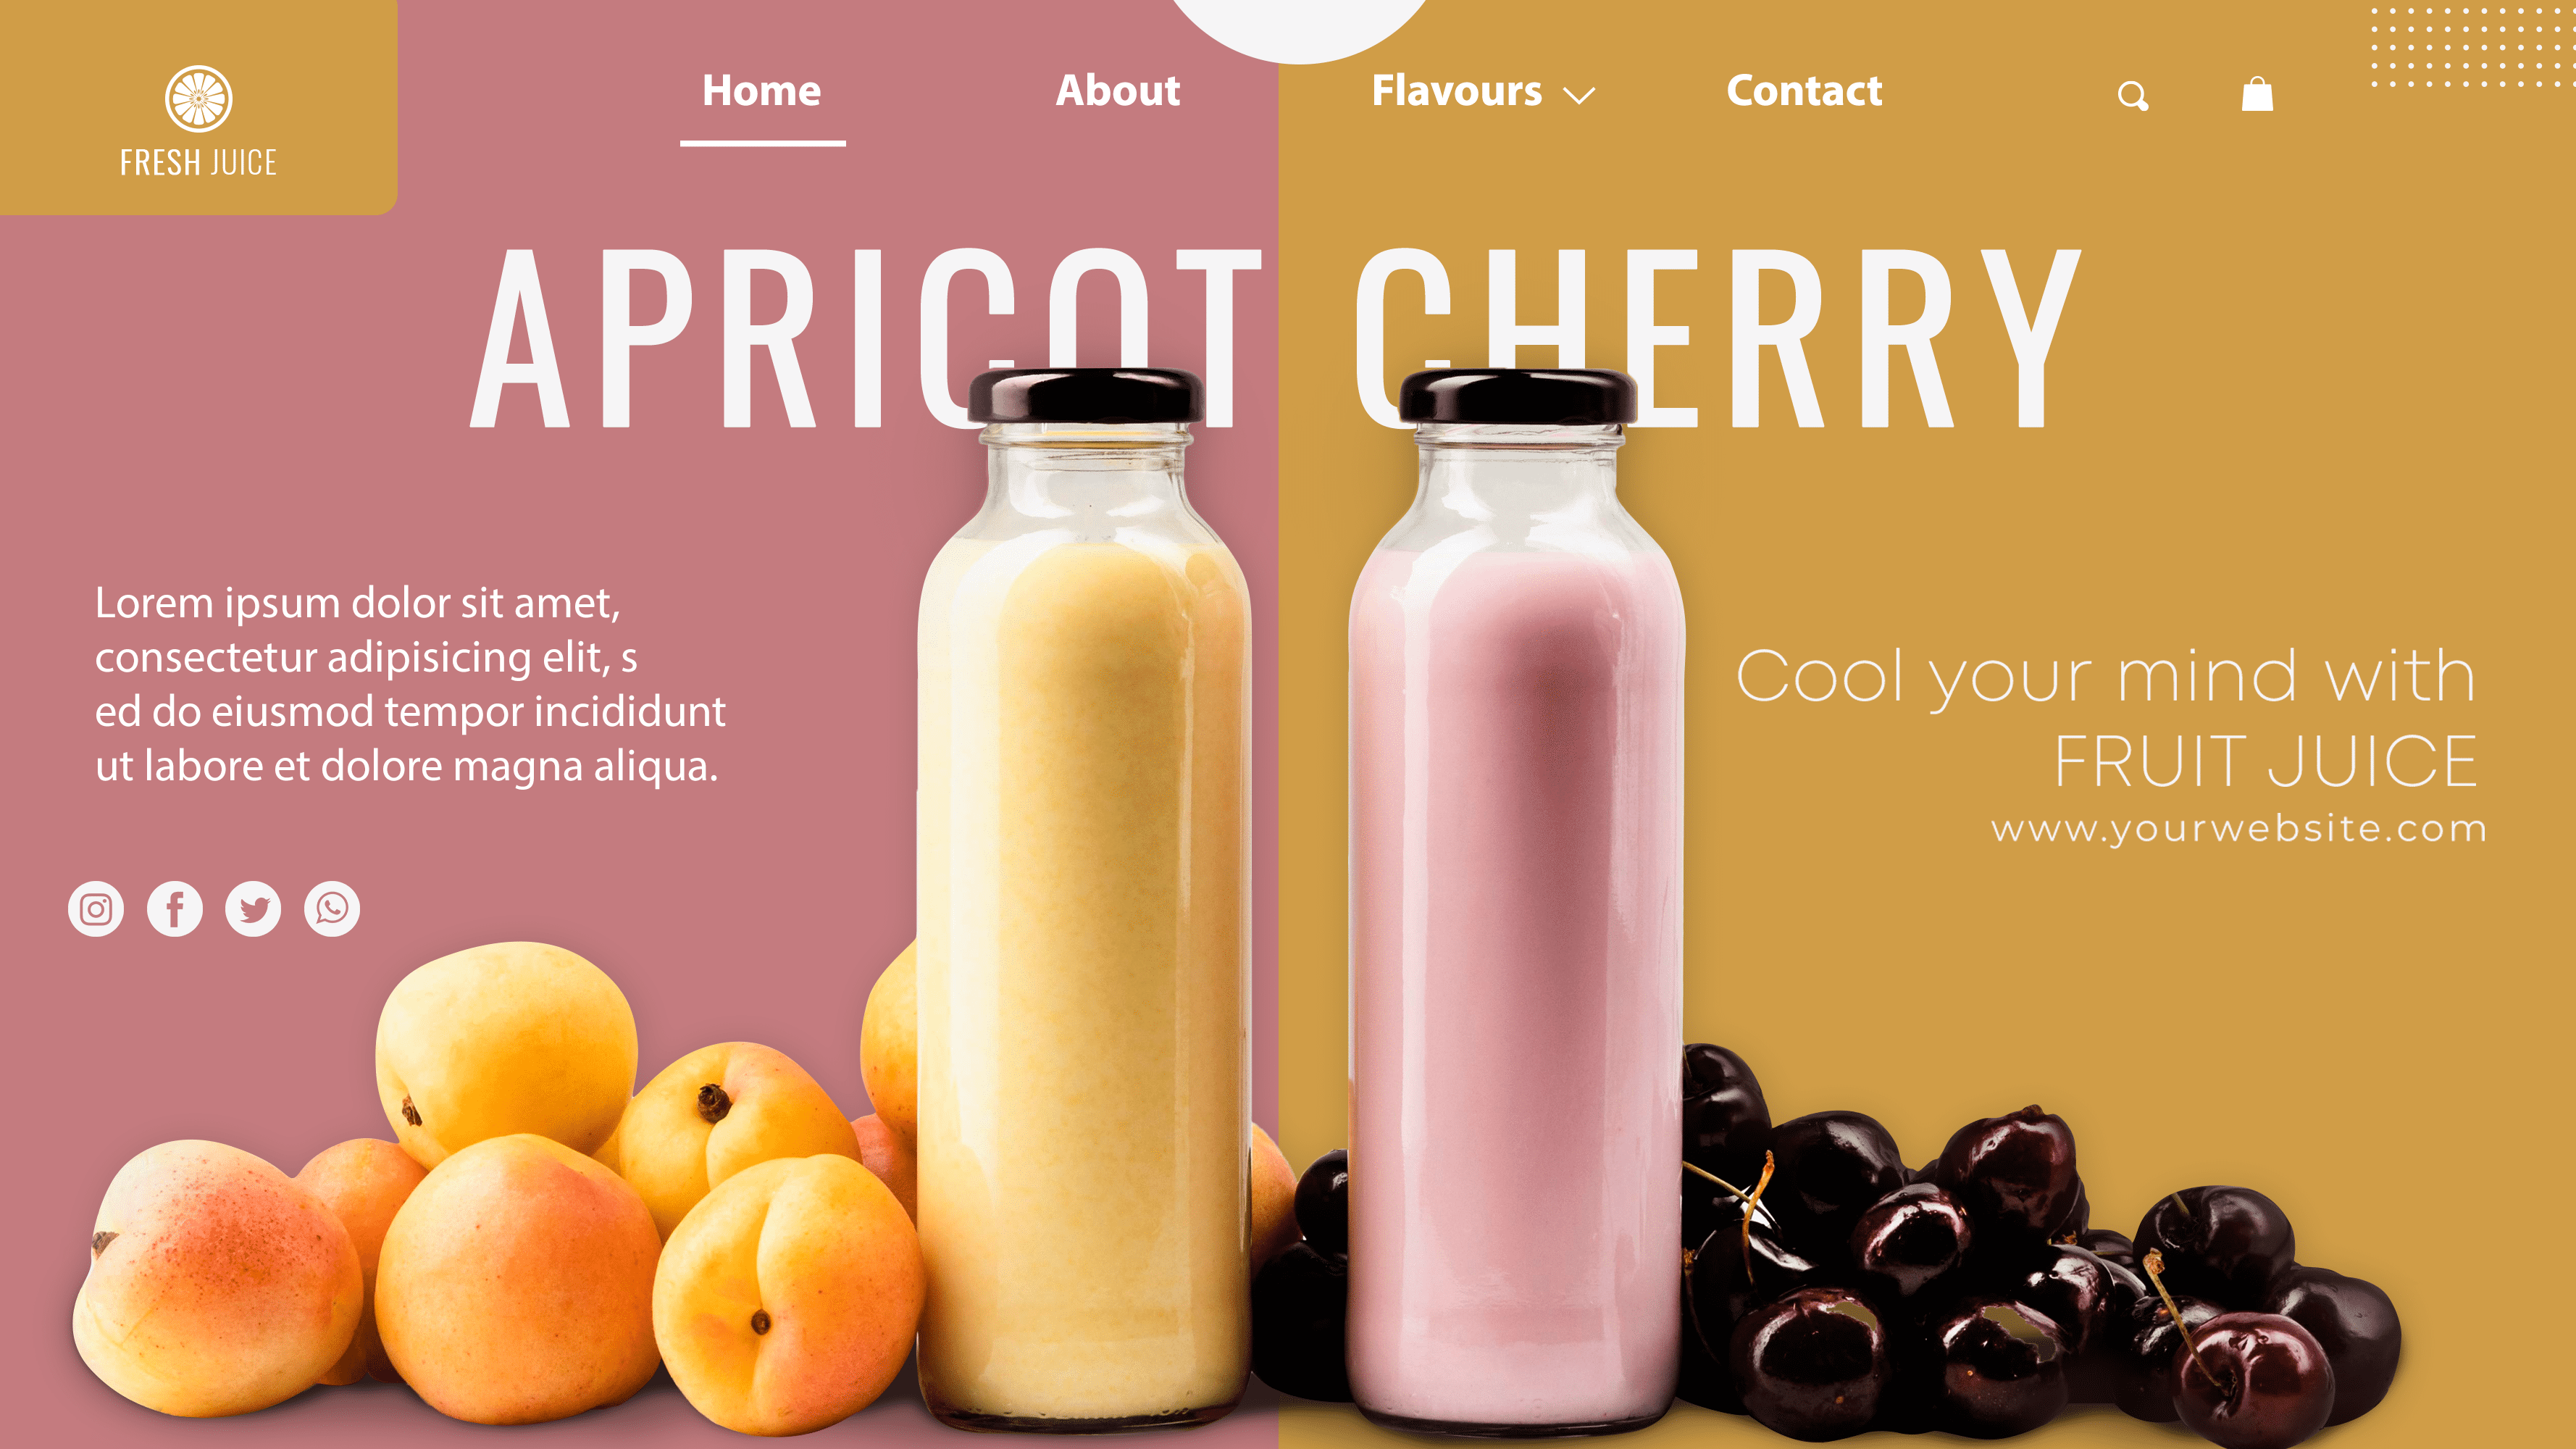 FRESH JUICE
Home About Flavours Contact
APRICOT CHERRY
Lorem ipsum dolor sit amet,
consectetur adipisicing elit, s
ed do eiusmod tempor incididunt
ut labore et dolore magna aliqua.
Cool your mind with
FRUIT JUICE
www.yourwebsite.com